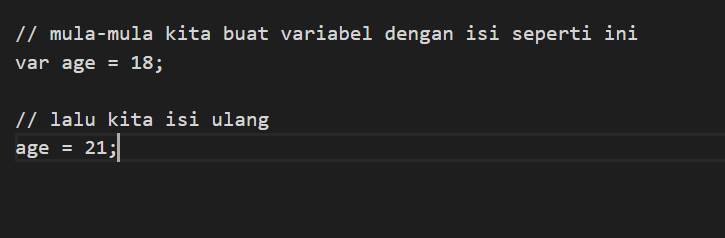 // mula-mula kita buat variabel dengan isi seperti ini
var age = 18;
// lalu kita isi ulang
age = 21;